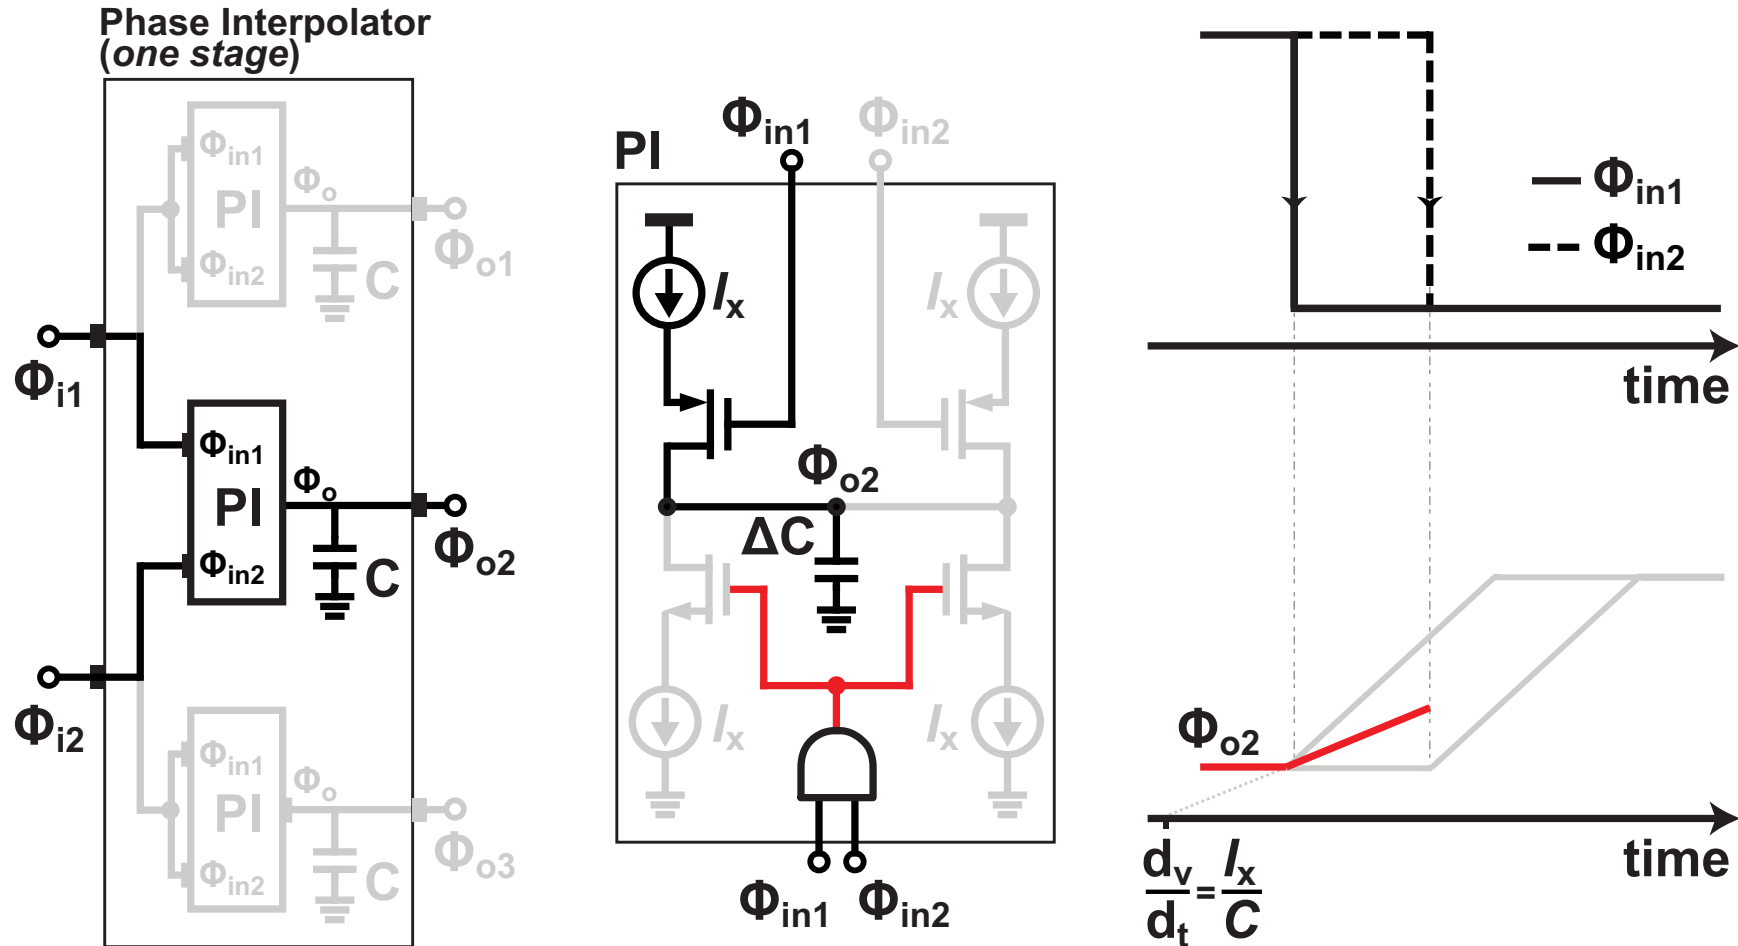 Phase Interpolator
(one stage)
Φin1
PI
Φin2
Φo
C
Φo1
Φi1
Φin1
PI
Φin2
Φo
C
Φo2
Φi2
Φin1
PI
Φin2
Φo
C
Φo3
PI
Φin1
Φin2
Ix
Ix
Φo2
ΔC
Ix
Ix
Φin1
Φin2
Φin1
Φin2
time
Φo2
time
dv/dt = Ix/C